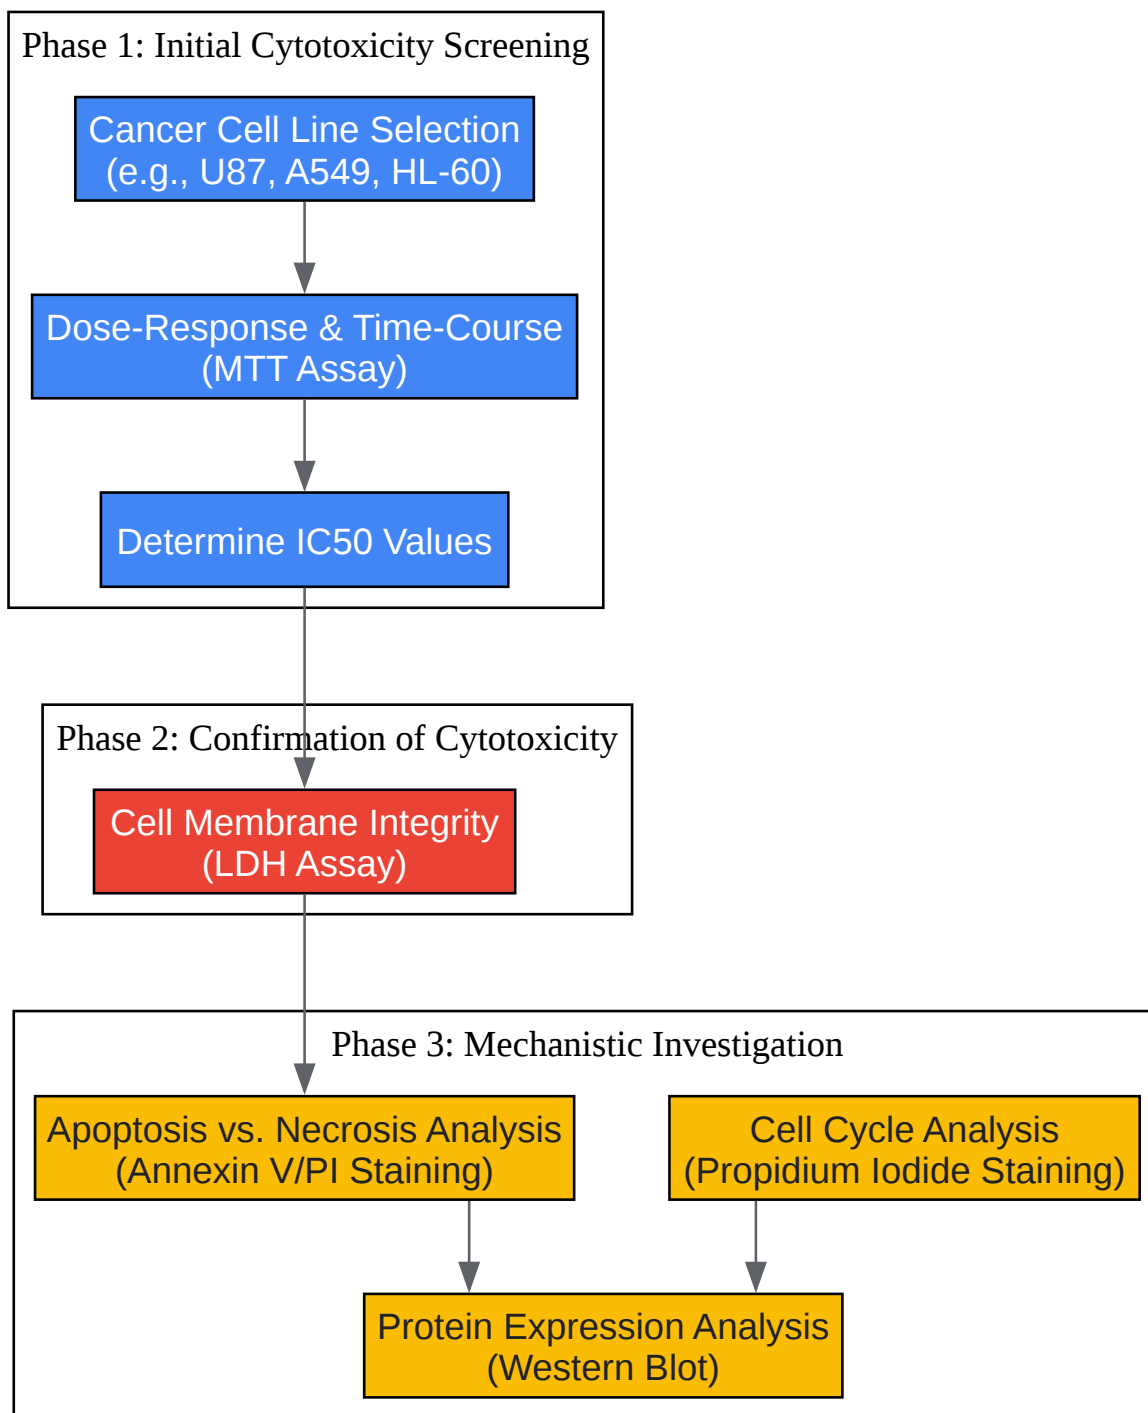 Phase 1: Initial Cytotoxicity Screening
Cancer Cell Line Selection
(e.g., U87, A549, HL-60)
Dose-Response & Time-Course
(MTT Assay)
Determine IC50 Values
Phase 2: Confirmation of Cytotoxicity
Cell Membrane Integrity
(LDH Assay)
Phase 3: Mechanistic Investigation
Apoptosis vs. Necrosis Analysis
(Annexin V/PI Staining)
Cell Cycle Analysis
(Propidium Iodide Staining)
Protein Expression Analysis
(Western Blot)